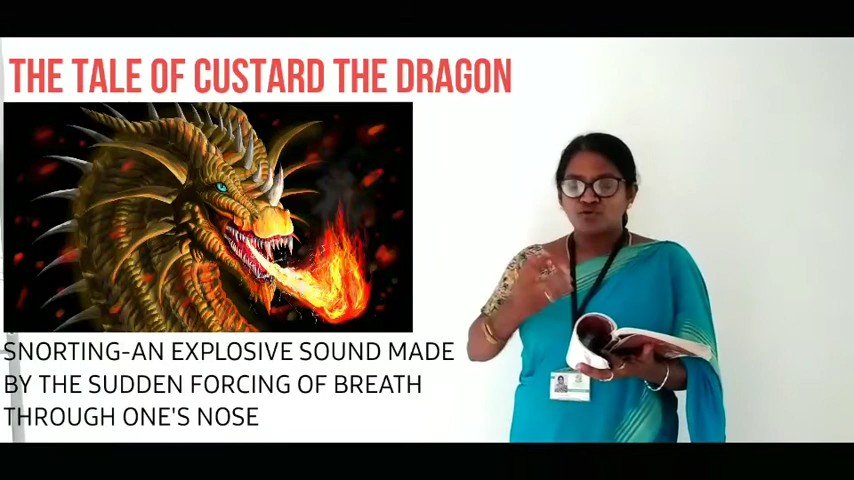 THE TALE OF CUSTARD THE DRAGON
SNORTING-AN EXPLOSIVE SOUND MADE
BY THE SUDDEN FORCING OF BREATH
THROUGH ONE'S NOSE